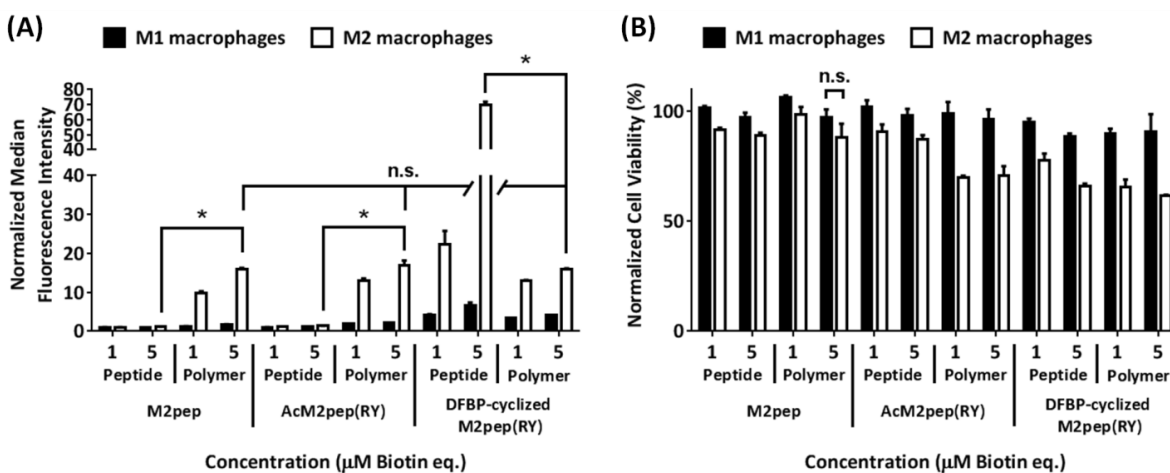 (A)
M1 macrophages M2 macrophages
Normalized Median
Fluorescence Intensity
80
70
60
50
40
40
30
20
10
0
*
n.s.
*
*
1 5 1 5 1 5 1 5 1 5 1 5
Peptide Polymer Peptide Polymer Peptide Polymer
M2pep AcM2pep(RY) DFBP-cyclized
M2pep(RY)
Concentration (μM Biotin eq.)
(B)
M1 macrophages M2 macrophages
Normalized Cell Viability (%)
100
50
0
n.s.
1 5 1 5 1 5 1 5 1 5 1 5
Peptide Polymer Peptide Polymer Peptide Polymer
M2pep AcM2pep(RY) DFBP-cyclized
M2pep(RY)
Concentration (μM Biotin eq.)